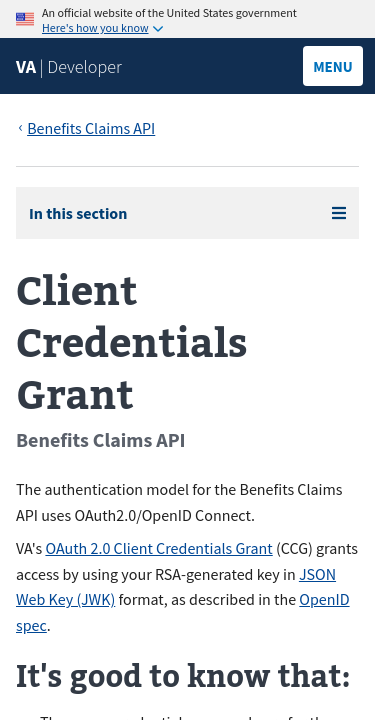 An official website of the United States government
Here's how you know
VA | Developer
MENU
‹ Benefits Claims API
In this section
Client
Credentials
Grant
Benefits Claims API
The authentication model for the Benefits Claims
API uses OAuth2.0/OpenID Connect.
VA's OAuth 2.0 Client Credentials Grant (CCG) grants
access by using your RSA-generated key in JSON
Web Key (JWK) format, as described in the OpenID
spec.
It's good to know that: